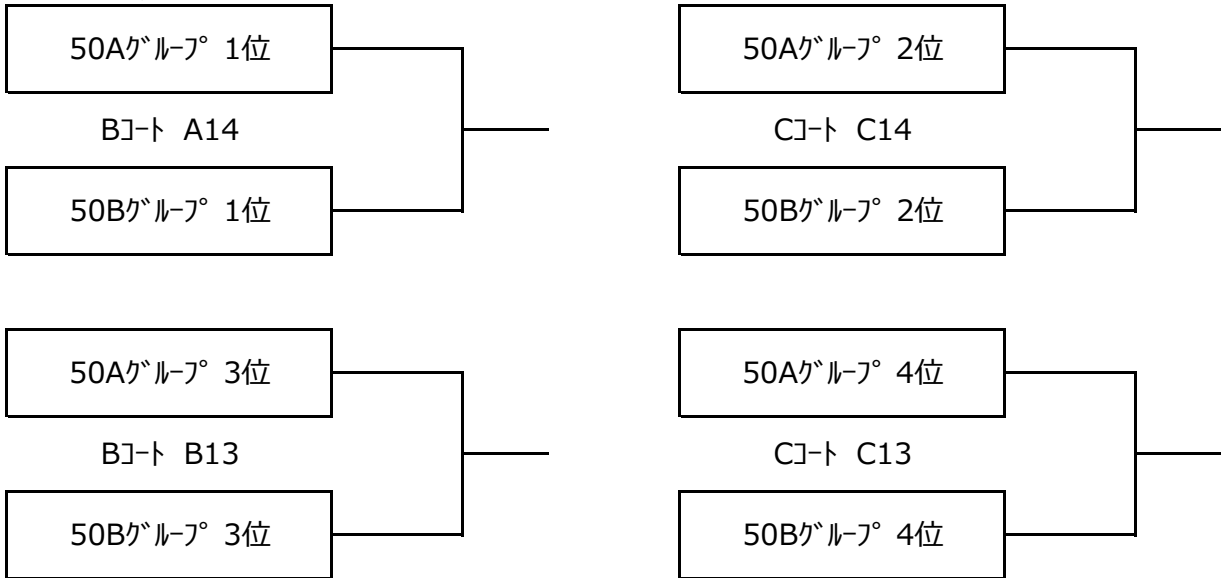 50Aｸﾞﾙｰﾌﾟ 1位
Bｺｰﾄ A14
50Bｸﾞﾙｰﾌﾟ 1位
50Aｸﾞﾙｰﾌﾟ 2位
Cｺｰﾄ C14
50Bｸﾞﾙｰﾌﾟ 2位
50Aｸﾞﾙｰﾌﾟ 3位
Bｺｰﾄ B13
50Bｸﾞﾙｰﾌﾟ 3位
50Aｸﾞﾙｰﾌﾟ 4位
Cｺｰﾄ C13
50Bｸﾞﾙｰﾌﾟ 4位